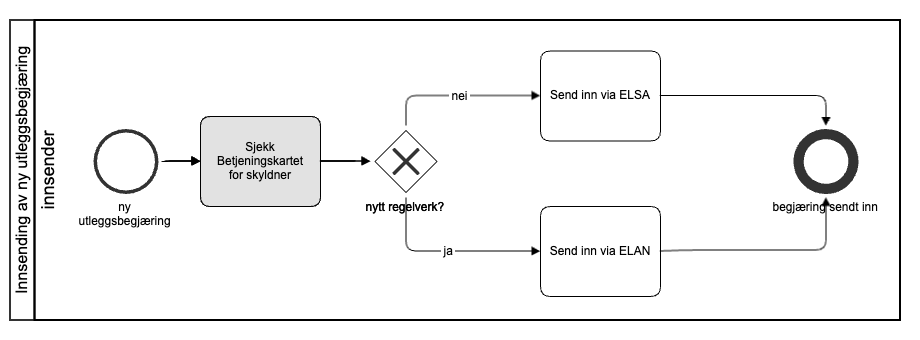 Innsending av ny utleggsbegjæring
innsender
ny
utleggsbegjæring
Sjekk
Betjeningskartet
for skyldner
nytt regelverk?
nei
Send inn via ELSA
ja
Send inn via ELAN
begjæring sendt inn